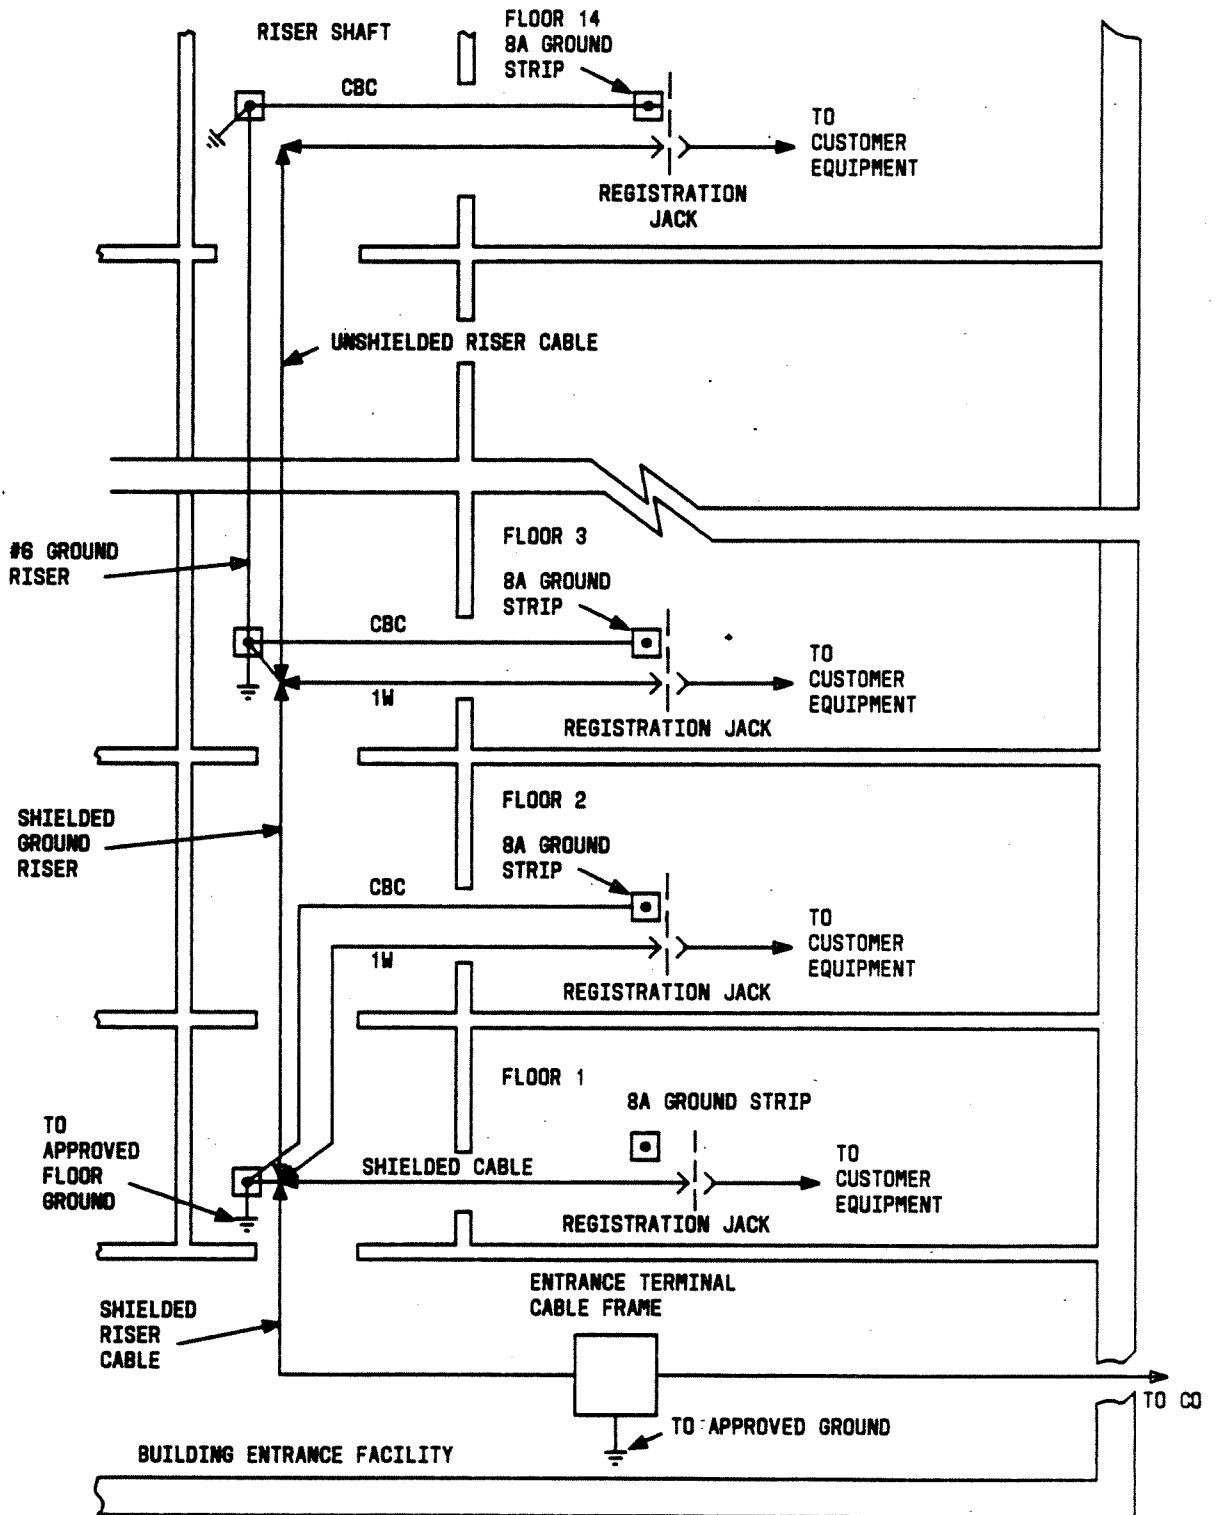 RISER SHAFT
FLOOR 14
8A GROUND
STRIP
CBC
TO
CUSTOMER
EQUIPMENT
REGISTRATION
JACK
UNSHIELDED RISER CABLE
#6 GROUND
RISER
FLOOR 3
8A GROUND
STRIP
CBC
1W
TO
CUSTOMER
EQUIPMENT
REGISTRATION JACK
SHIELDED
GROUND
RISER
FLOOR 2
8A GROUND
STRIP
CBC
1W
TO
CUSTOMER
EQUIPMENT
REGISTRATION JACK
FLOOR 1
8A GROUND STRIP
TO
APPROVED
FLOOR
GROUND
SHIELDED CABLE
TO
CUSTOMER
EQUIPMENT
REGISTRATION JACK
ENTRANCE TERMINAL
CABLE FRAME
SHIELDED
RISER
CABLE
TO CO
TO APPROVED GROUND
BUILDING ENTRANCE FACILITY